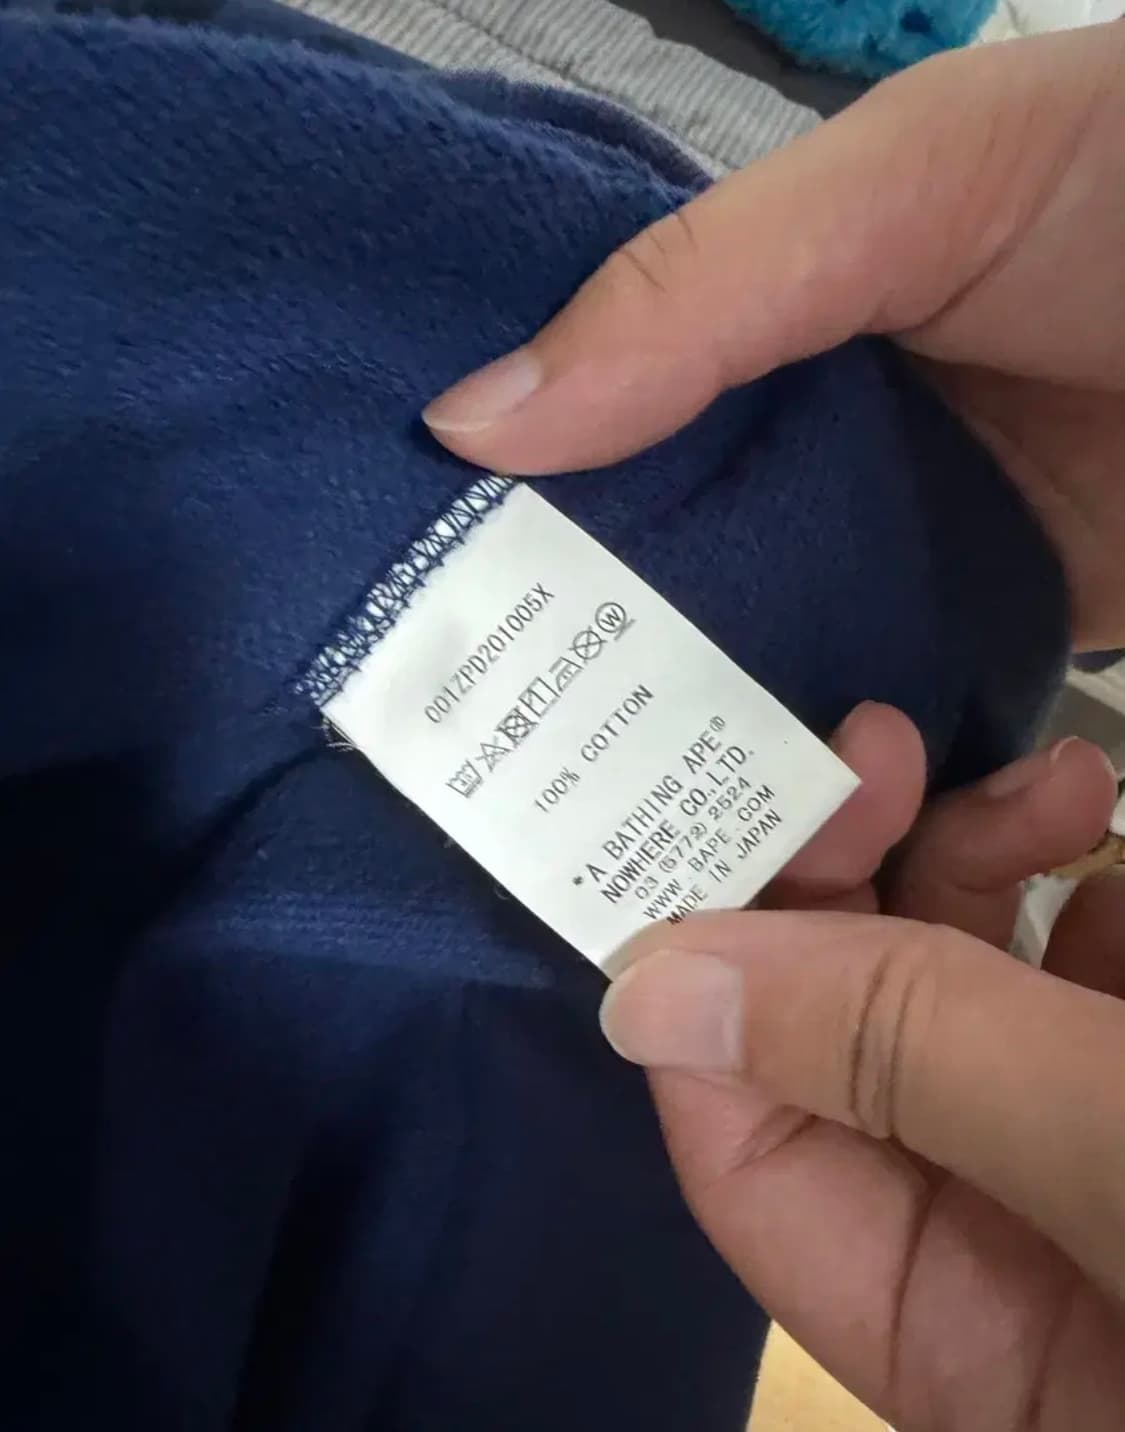 001ZPD201005X
W
100% COTTON
*A BATHING APE®
NOWHERE CO.,LTD.
03 (5772) 2524
WWW.BAPE.COM
MADE IN JAPAN